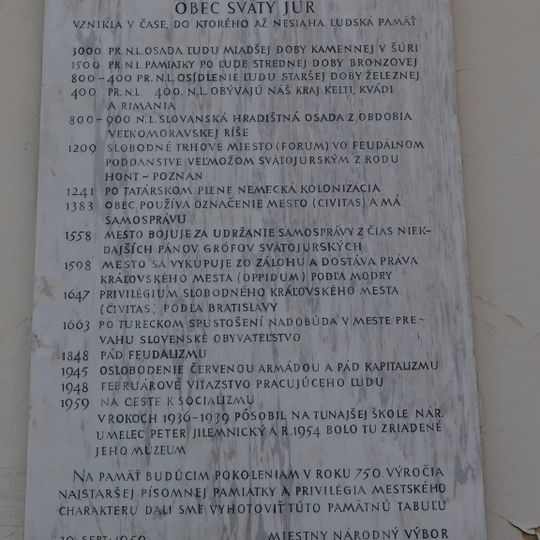 OBEC SVÄTÝ JUR
VZNIKLA V ČASE, DO KTORÉHO AŽ NESIAHA ĽUDSKÁ PAMÄŤ
3000 PR.N.L. OSADA ĽUDU MLADŠEJ DOBY KAMENNEJ V ŠÚRI
1500 PR.N.L. PAMIATKY PO ĽUDE STREDNEJ DOBY BRONZOVEJ
800–400 PR.N.L. OSÍDLENIE ĽUDU STARŠEJ DOBY ŽELEZNEJ
400 PR.N.L. 400 N.L. OBÝVAJÚ NÁŠ KRAJ KELTI, KVÁDI
A RIMANIA
800–900 N.L. SLOVANSKÁ HRADIŠTNÁ OSADA Z OBDOBIA
VEĽKOMORAVSKEJ RÍŠE
1209 SLOBODNÉ TRHOVÉ MIESTO (FORUM) VO FEUDÁLNOM
PODDANSTVE VEĽMOŽOM SVÄTOJURSKÝM Z RODU
HONT–POZNAN
1241 PO TATÁRSKOM PLENE NEMECKÁ KOLONIZÁCIA
1383 OBEC POUŽÍVA OZNAČENIE MESTO (CIVITAS) A MÁ
SAMOSPRÁVU
1558 MESTO BOJUJE ZA UDRŽANIE SAMOSPRÁVY Z ČIAS NIEK-
DAJŠÍCH PÁNOV GRÓFOV SVÄTOJURSKÝCH
1598 MESTO SA VYKUPUJE ZO ZÁLOHU A DOSTÁVA PRÁVA
KRÁĽOVSKÉHO MESTA (OPPIDUM) PODĽA MODRY
1647 PRIVILÉGIUM SLOBODNÉHO KRÁĽOVSKÉHO MESTA
(CIVITAS) PODĽA BRATISLAVY
1663 PO TURECKOM SPUSTOŠENÍ NADOBÚDA V MESTE PRE-
VAHU SLOVENSKÉ OBYVATEĽSTVO
1848 PÁD FEUDALIZMU
1945 OSLOBODENIE ČERVENOU ARMÁDOU A PÁD KAPITALIZMU
1948 FEBRUÁROVÉ VÍŤAZSTVO PRACUJÚCEHO ĽUDU
1959 NA CESTE K SOCIALIZMU
V ROKOCH 1936-1939 PÔSOBIL NA TUNAJŠEJ ŠKOLE NÁR.
UMELEC PETER JILEMNICKÝ A R.1954 BOLO TU ZRIADENÉ
JEHO MÚZEUM
NA PAMÄŤ BUDÚCIM POKOLENIAM V ROKU 750 VÝROČIA
NAJSTARŠEJ PÍSOMNEJ PAMIATKY A PRIVILÉGIA MESTSKÉHO
CHARAKTERU DALI SME VYHOTOVIŤ TÚTO PAMÄTNÚ TABUĽU
SEPT. 1959 MIESTNY NÁRODNÝ VÝBOR